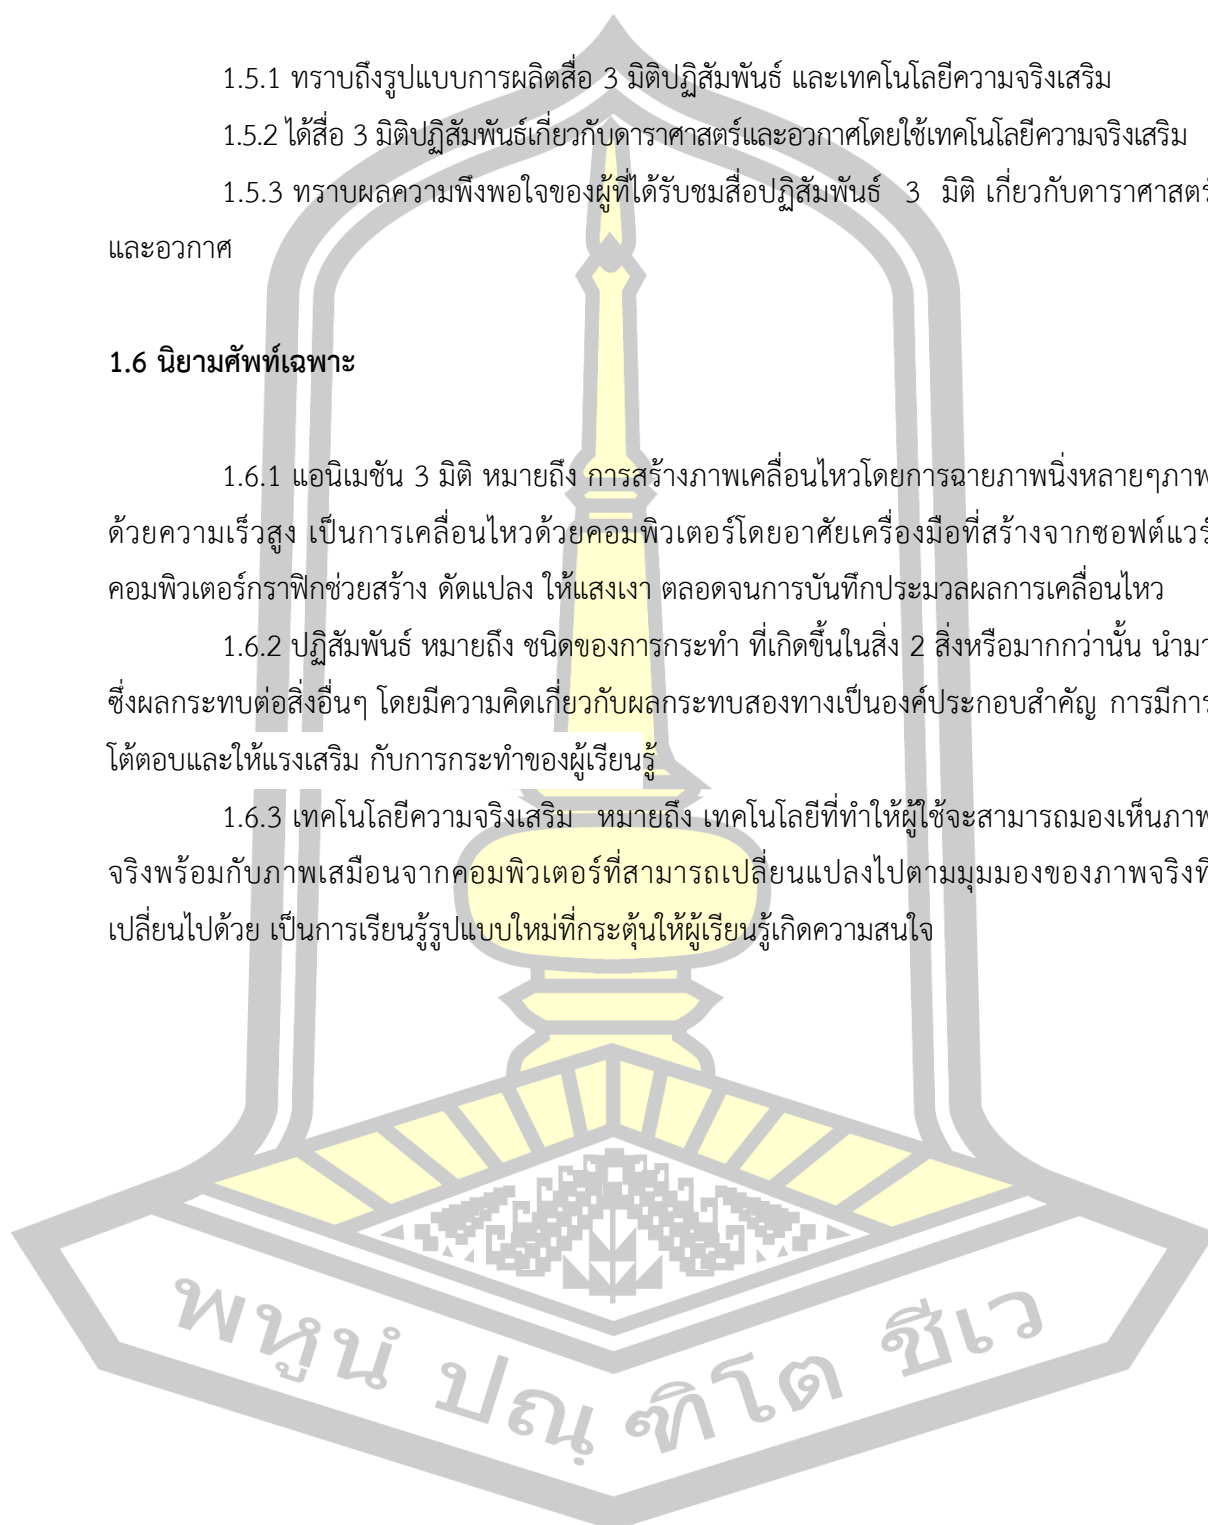 1.5.1 ทราบถึงรูปแบบการผลิตสื่อ 3 มิติปฏิสัมพันธ์ และเทคโนโลยีความจริงเสริม
1.5.2 ได้สื่อ 3 มิติปฏิสัมพันธ์เกี่ยวกับดาราศาสตร์และอวกาศโดยใช้เทคโนโลยีความจริงเสริม
1.5.3 ทราบผลความพึงพอใจของผู้ที่ได้รับชมสื่อปฏิสัมพันธ์ 3 มิติ เกี่ยวกับดาราศาสตร์
และอวกาศ
1.6 นิยามศัพท์เฉพาะ
1.6.1 แอนิเมชัน 3 มิติ หมายถึง การสร้างภาพเคลื่อนไหวโดยการฉายภาพนิ่งหลายๆภาพ
ด้วยความเร็วสูง เป็นการเคลื่อนไหวด้วยคอมพิวเตอร์โดยอาศัยเครื่องมือที่สร้างจากซอฟต์แวร์
คอมพิวเตอร์กราฟิกช่วยสร้าง ดัดแปลง ให้แสงเงา ตลอดจนการบันทึกประมวลผลการเคลื่อนไหว
1.6.2 ปฏิสัมพันธ์ หมายถึง ชนิดของการกระทำ ที่เกิดขึ้นในสิ่ง 2 สิ่งหรือมากกว่านั้น นำมา
ซึ่งผลกระทบต่อสิ่งอื่นๆ โดยมีความคิดเกี่ยวกับผลกระทบสองทางเป็นองค์ประกอบสำคัญ การมีการ
โต้ตอบและให้แรงเสริม กับการกระทำของผู้เรียนรู้
1.6.3 เทคโนโลยีความจริงเสริม หมายถึง เทคโนโลยีที่ทำให้ผู้ใช้จะสามารถมองเห็นภาพ
จริงพร้อมกับภาพเสมือนจากคอมพิวเตอร์ที่สามารถเปลี่ยนแปลงไปตามมุมมองของภาพจริงที่
เปลี่ยนไปด้วย เป็นการเรียนรู้รูปแบบใหม่ที่กระตุ้นให้ผู้เรียนรู้เกิดความสนใจ
พหูนํ ปณฺฑิโต ชีเว